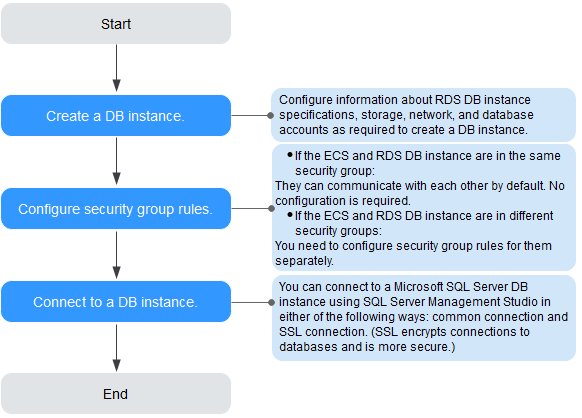 Start
Create a DB instance.
Configure information about RDS DB instance
specifications, storage, network, and database
accounts as required to create a DB instance.
Configure security group rules.
●If the ECS and RDS DB instance are in the same
security group:
They can communicate with each other by default. No
configuration is required.
●If the ECS and RDS DB instance are in different
security groups:
You need to configure security group rules for them
separately.
Connect to a DB instance.
You can connect to a Microsoft SQL Server DB
instance using SQL Server Management Studio in
either of the following ways: common connection and
SSL connection. (SSL encrypts connections to
databases and is more secure.)
End